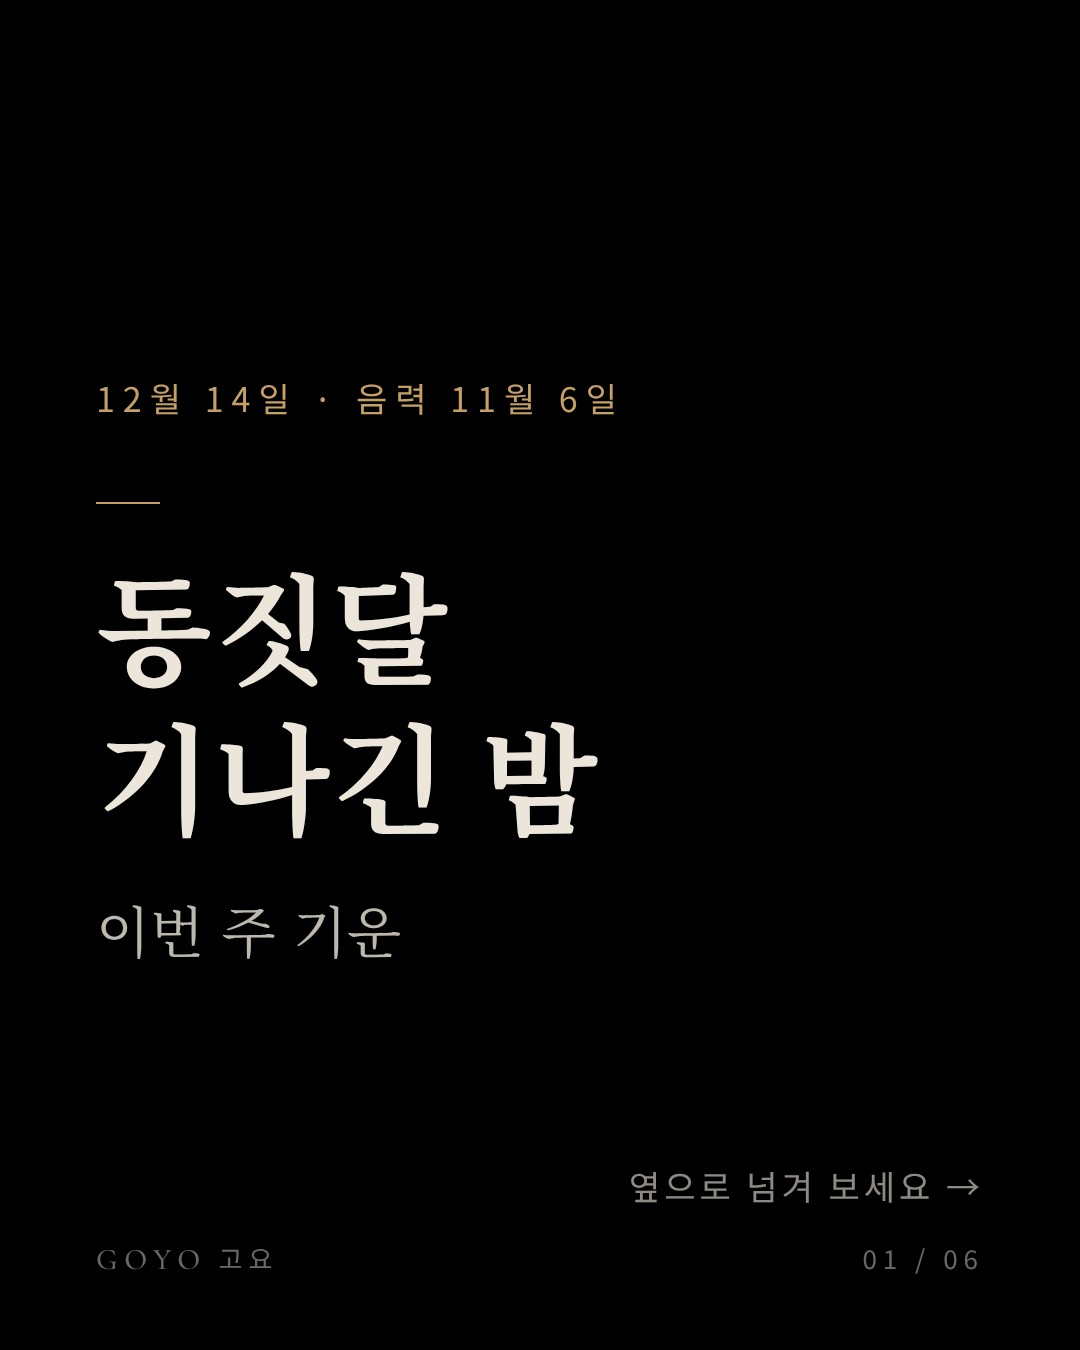 12월 14일 · 음력 11월 6일
동짓달
기나긴 밤
이번 주 기운
옆으로 넘겨 보세요 →
GOYO 고요
01 / 06